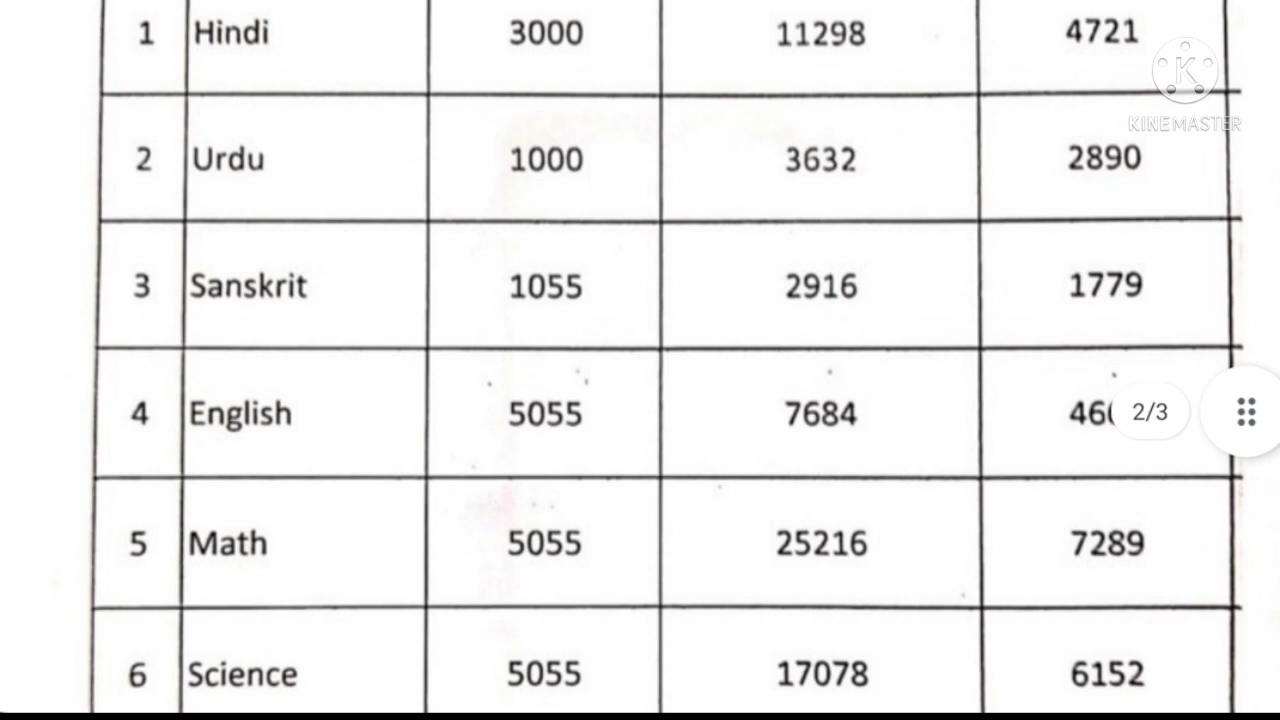 1 Hindi 3000 11298 4721
KINEMASTER
2 Urdu 1000 3632 2890
3 Sanskrit 1055 2916 1779
4 English 5055 7684
2/3
5 Math 5055 25216 7289
6 Science 5055 17078 6152